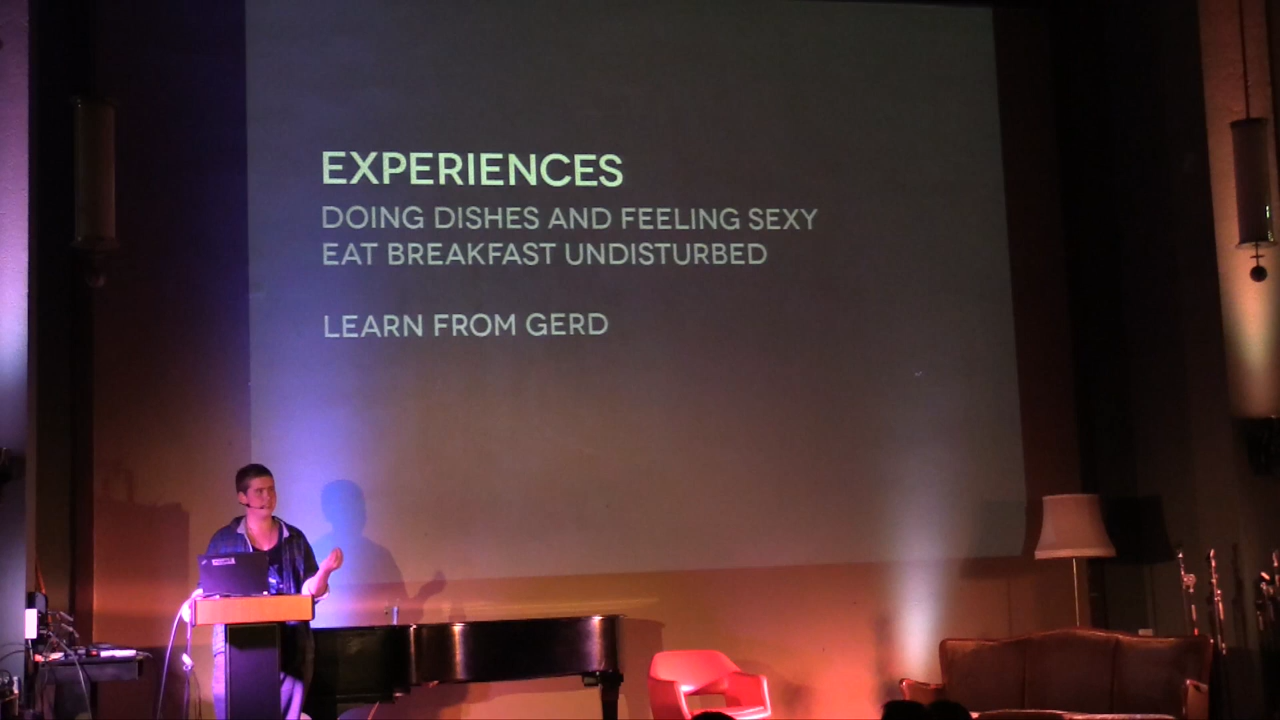 EXPERIENCES
DOING DISHES AND FEELING SEXY
EAT BREAKFAST UNDISTURBED
LEARN FROM GERD